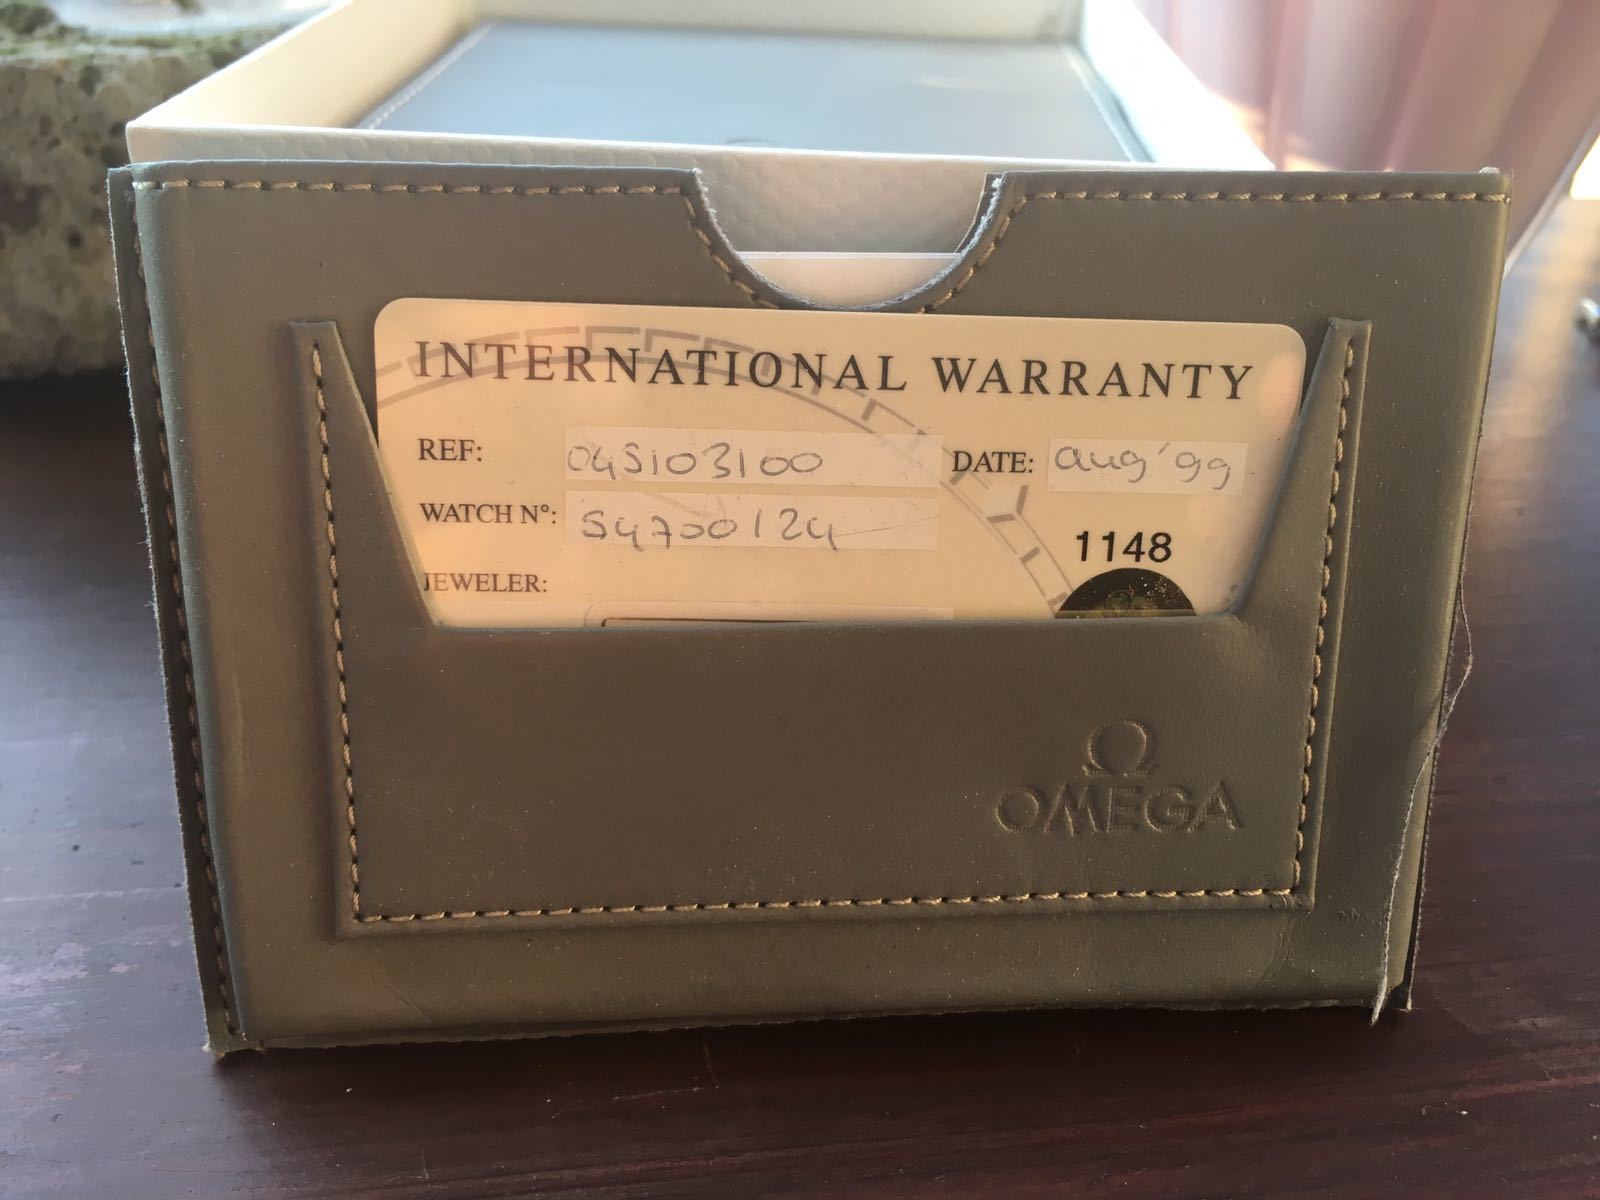 INTERNATIONAL WARRANTY
REF: 04S103100 DATE: aug '99
WATCH N°: 54700124
1148
JEWELER:
Ω
OMEGA